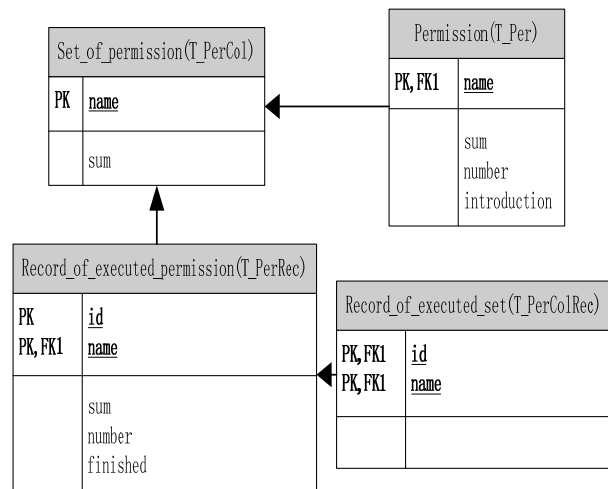 Set_of_permission(T_PerCol)
PK name
sum
Permission(T_Per)
PK,FK1 name
sum
number
introduction
Record_of_executed_permission(T_PerRec)
PK id
PK,FK1 name
sum
number
finished
Record_of_executed_set(T_PerColRec)
PK,FK1 id
PK,FK1 name